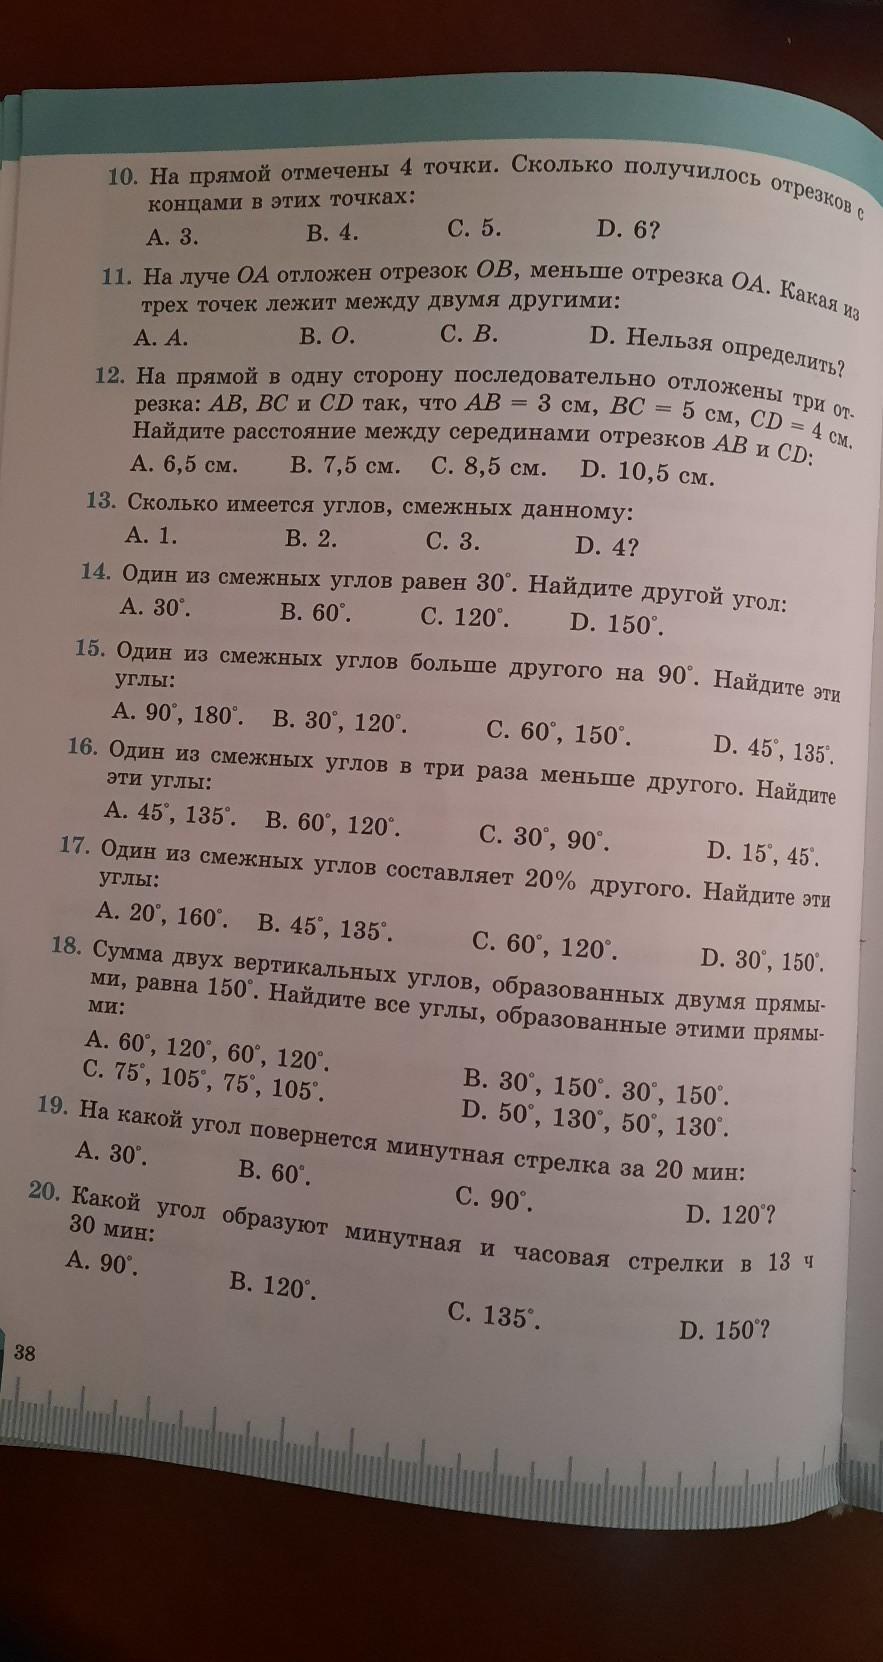 10. На прямой отмечены 4 точки. Сколько получилось отрезков с
концами в этих точках:
A. 3. B. 4. C. 5. D. 6?
11. На луче OA отложен отрезок OB, меньше отрезка OA. Какая из
трех точек лежит между двумя другими:
A. A. B. O. C. B. D. Нельзя определить?
12. На прямой в одну сторону последовательно отложены три от-
резка: AB, BC и CD так, что AB = 3 см, BC = 5 см, CD = 4 см.
Найдите расстояние между серединами отрезков AB и CD:
A. 6,5 см. B. 7,5 см. C. 8,5 см. D. 10,5 см.
13. Сколько имеется углов, смежных данному:
A. 1. B. 2. C. 3. D. 4?
14. Один из смежных углов равен 30°. Найдите другой угол:
A. 30°. B. 60°. C. 120°. D. 150°.
15. Один из смежных углов больше другого на 90°. Найдите эти
углы:
A. 90°, 180°. B. 30°, 120°. C. 60°, 150°. D. 45°, 135°.
16. Один из смежных углов в три раза меньше другого. Найдите
эти углы:
A. 45°, 135°. B. 60°, 120°. C. 30°, 90°. D. 15°, 45°.
17. Один из смежных углов составляет 20% другого. Найдите эти
углы:
A. 20°, 160°. B. 45°, 135°. C. 60°, 120°. D. 30°, 150°.
18. Сумма двух вертикальных углов, образованных двумя прямы-
ми, равна 150°. Найдите все углы, образованные этими прямы-
ми:
A. 60°, 120°, 60°, 120°. B. 30°, 150°. 30°, 150°.
C. 75°, 105°, 75°, 105°. D. 50°, 130°, 50°, 130°.
19. На какой угол повернется минутная стрелка за 20 мин:
A. 30°. B. 60°. C. 90°. D. 120°?
20. Какой угол образуют минутная и часовая стрелки в 13 ч
30 мин:
A. 90°. B. 120°. C. 135°. D. 150°?
38